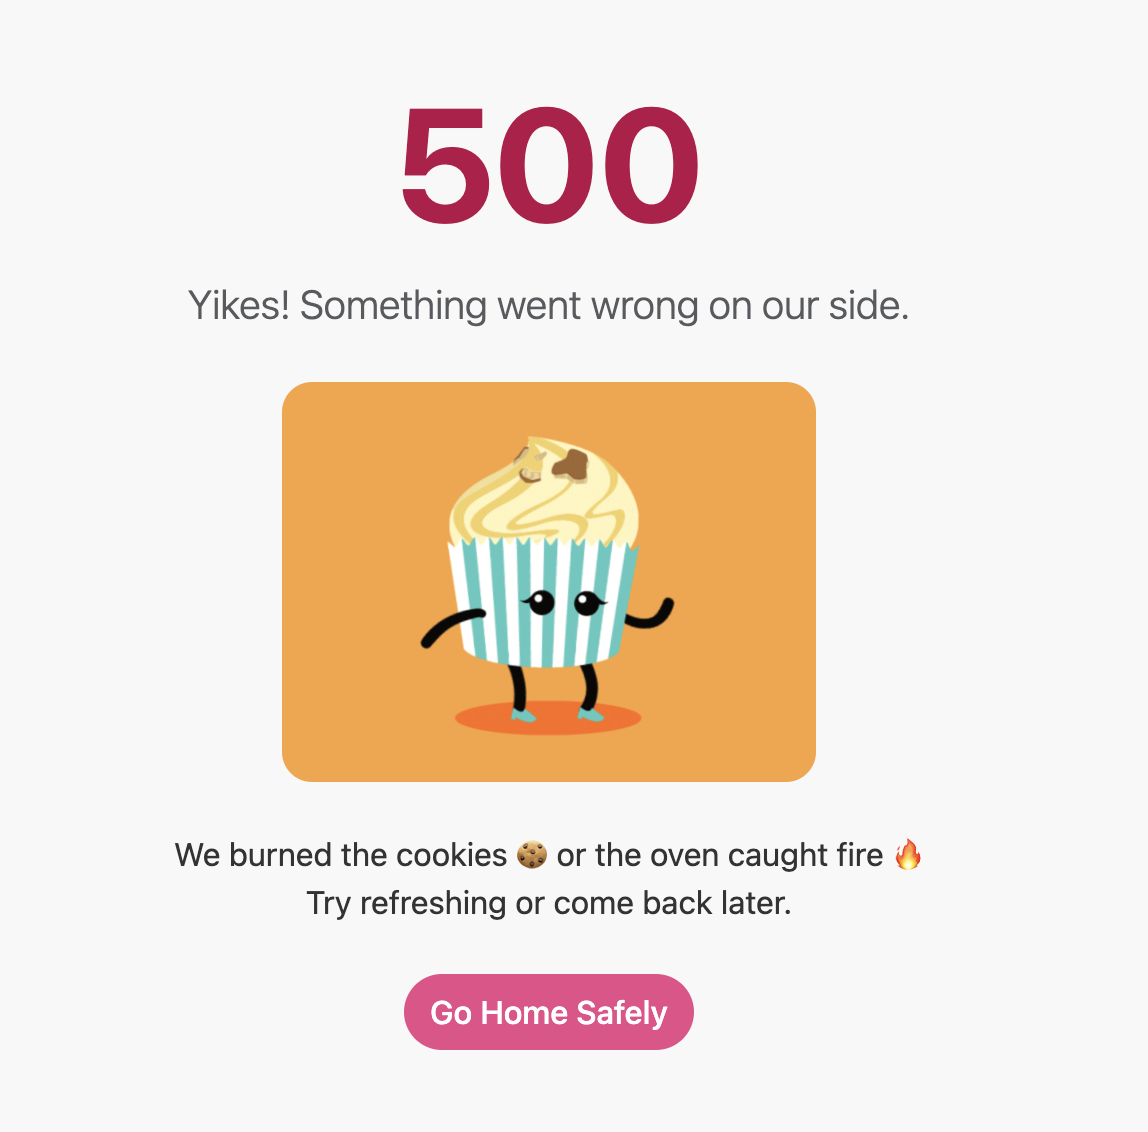 500
Yikes! Something went wrong on our side.
We burned the cookies 🍪 or the oven caught fire 🔥
Try refreshing or come back later.
Go Home Safely